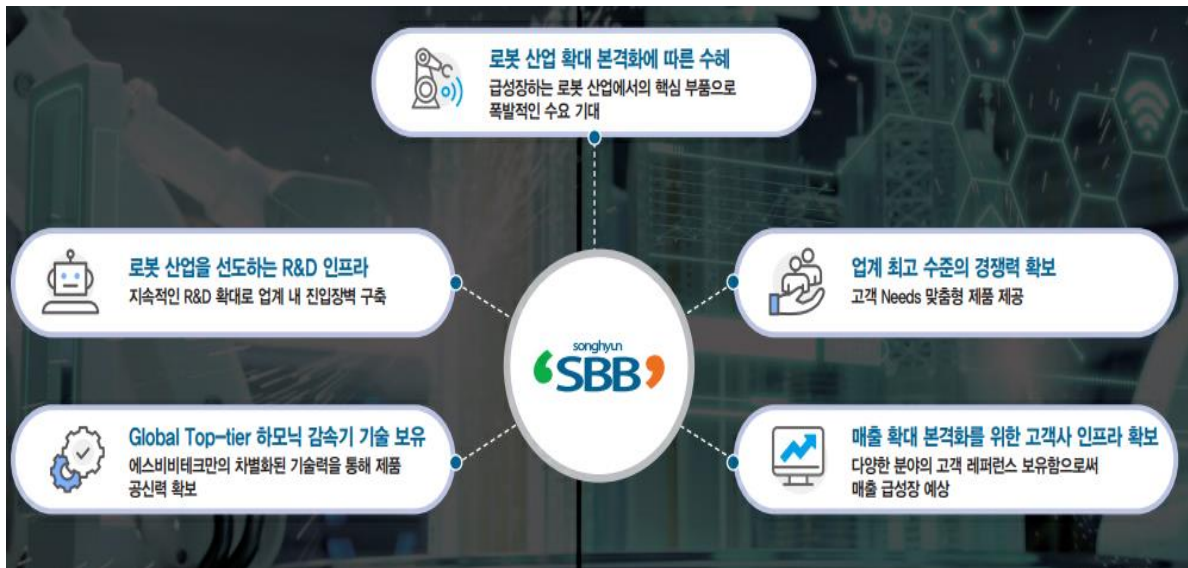 로봇 산업 확대 본격화에 따른 수혜
급성장하는 로봇 산업에서의 핵심 부품으로
폭발적인 수요 기대
로봇 산업을 선도하는 R&D 인프라
지속적인 R&D 확대로 업계 내 진입장벽 구축
업계 최고 수준의 경쟁력 확보
고객 Needs 맞춤형 제품 제공
songhyun
SBB
Global Top-tier 하모닉 감속기 기술 보유
에스비비테크만의 차별화된 기술력을 통해 제품
공신력 확보
매출 확대 본격화를 위한 고객사 인프라 확보
다양한 분야의 고객 레퍼런스 보유함으로써
매출 급성장 예상